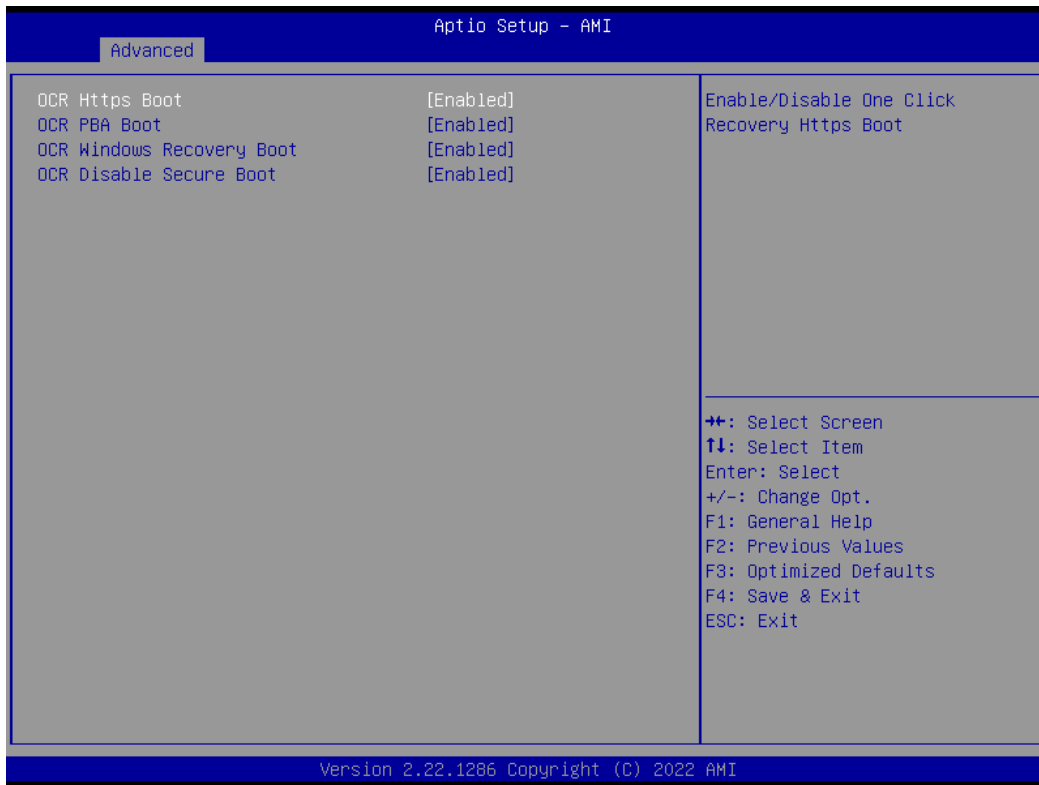 Aptio Setup – AMI
Advanced
OCR Https Boot [Enabled]
OCR PBA Boot [Enabled]
OCR Windows Recovery Boot [Enabled]
OCR Disable Secure Boot [Enabled]
Enable/Disable One Click
Recovery Https Boot
→←: Select Screen
↑↓: Select Item
Enter: Select
+/-: Change Opt.
F1: General Help
F2: Previous Values
F3: Optimized Defaults
F4: Save & Exit
ESC: Exit
Version 2.22.1286 Copyright (C) 2022 AMI